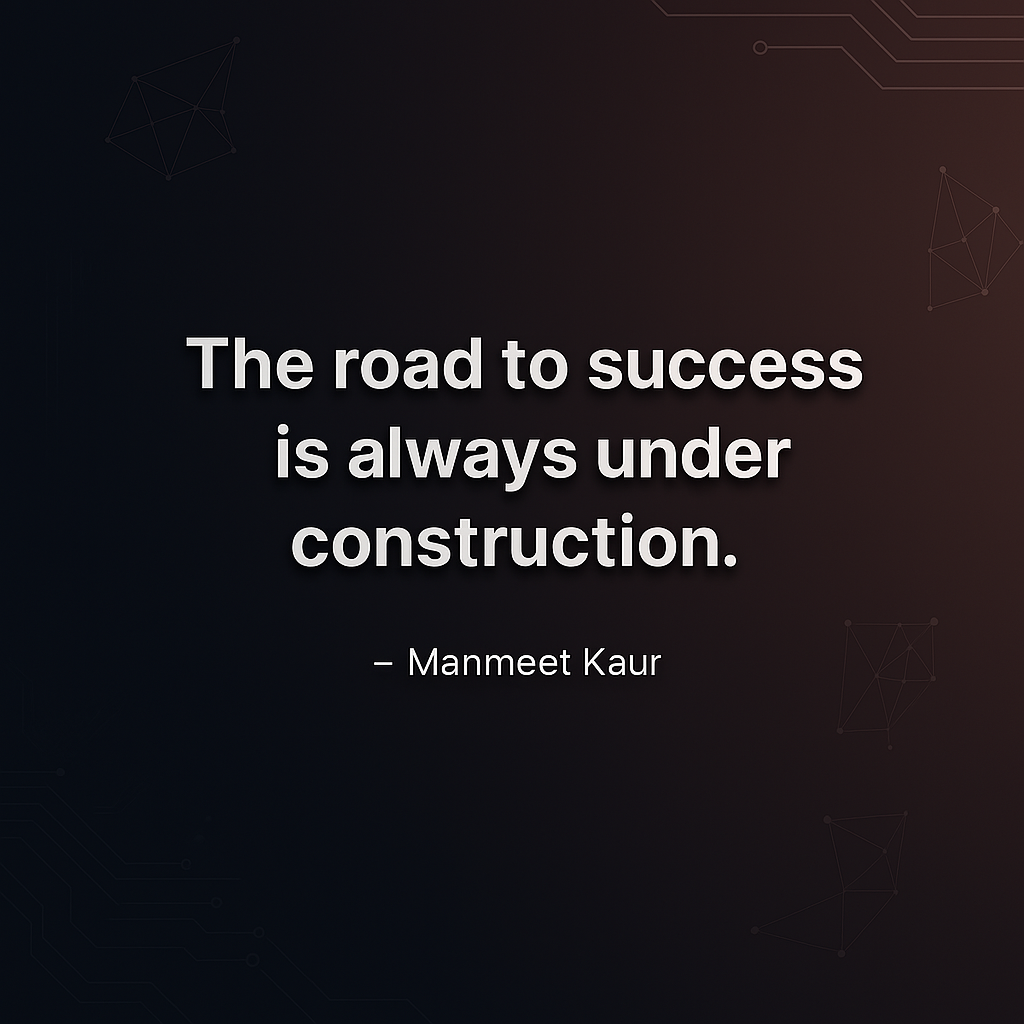 The road to success
is always under
construction.
– Manmeet Kaur